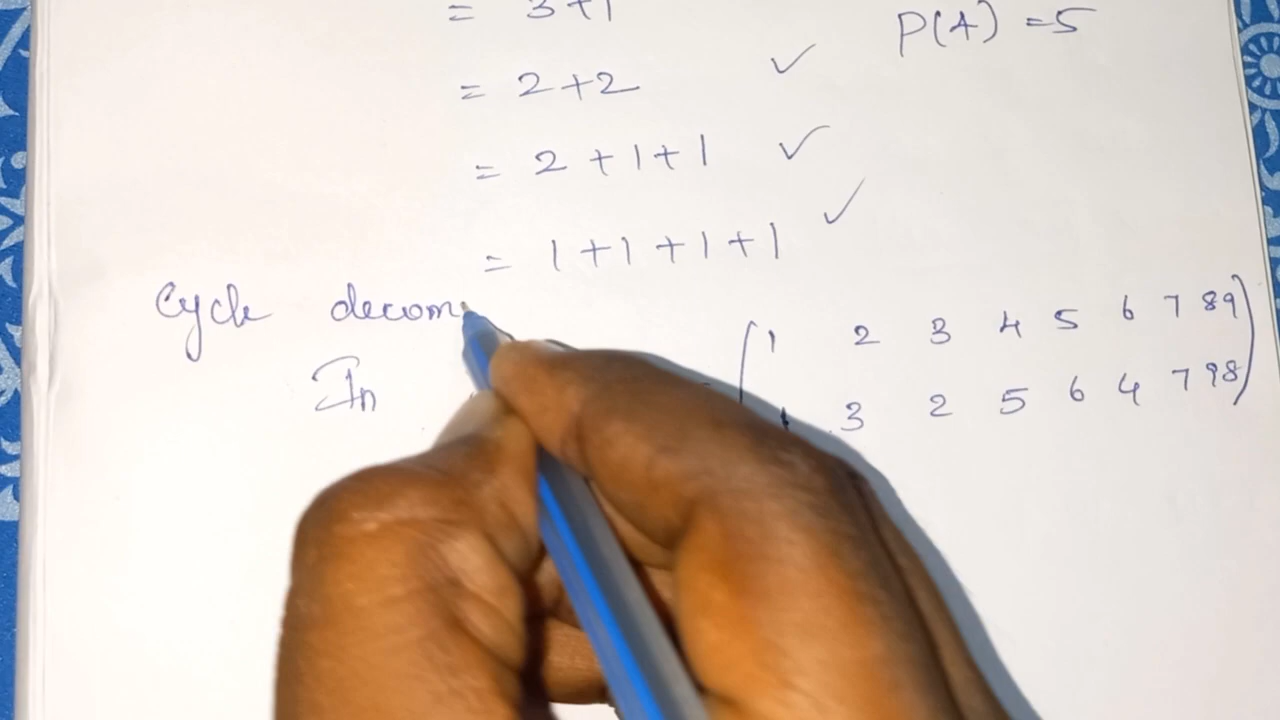 = 3+1
P(4) = 5
= 2+2 ✓
= 2+1+1 ✓
= 1+1+1+1 ✓
Cycle decom
In
( 1 2 3 4 5 6 7 8 9 )
3 2 5 6 4 7 9 8